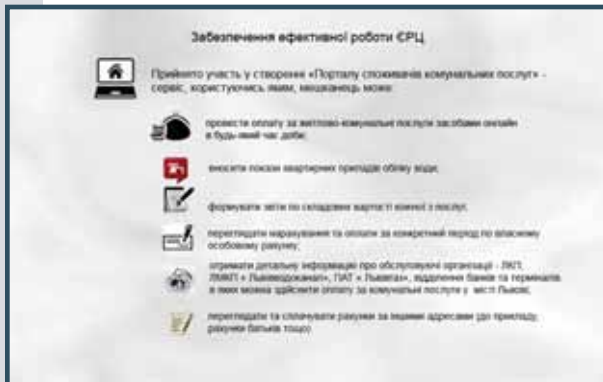 Забезпечення ефективної роботи ЄРЦ
Прийнято участь у створенні «Порталу споживачів комунальних послуг» -
сервіс, користуючись яким, мешканець може:
провести оплату за житлово-комунальні послуги засобами онлайн
в будь-який час доби;
вносити покази квартирних приладів обліку води;
формувати звіти по складових вартості кожної з послуг;
переглядати нарахування та оплати за конкретний період по власному
особовому рахунку;
отримати детальну інформацію про обслуговуючі організації - ЛКП,
ЛМКП « Львівводоканал», ПАТ « Львівгаз», відділення банків та терміналів
в яких можна здійснити оплату за комунальні послуги у місті Львові;
переглядати та сплачувати рахунки за іншими адресами (до прикладу,
рахунки батьків тощо)